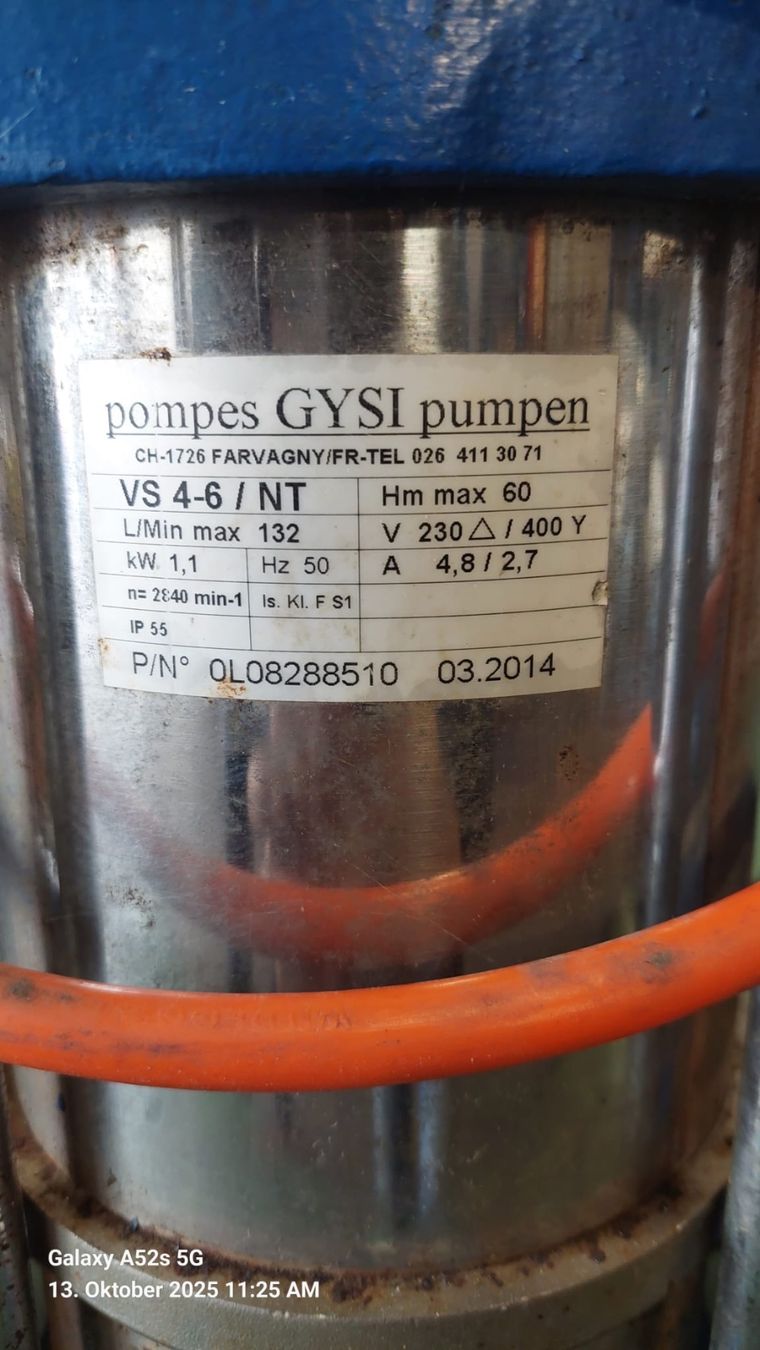 pompes GYSI pumpen
CH-1726 FARVAGNY/FR-TEL 026 411 30 71
VS 4-6 / NT Hm max 60
L/Min max 132 V 230 △ / 400 Y
kW 1,1 Hz 50 A 4,8 / 2,7
n= 2840 min-1 Is. Kl. F S1
IP 55
P/N° 0L08288510 03.2014
Galaxy A52s 5G
13. Oktober 2025 11:25 AM